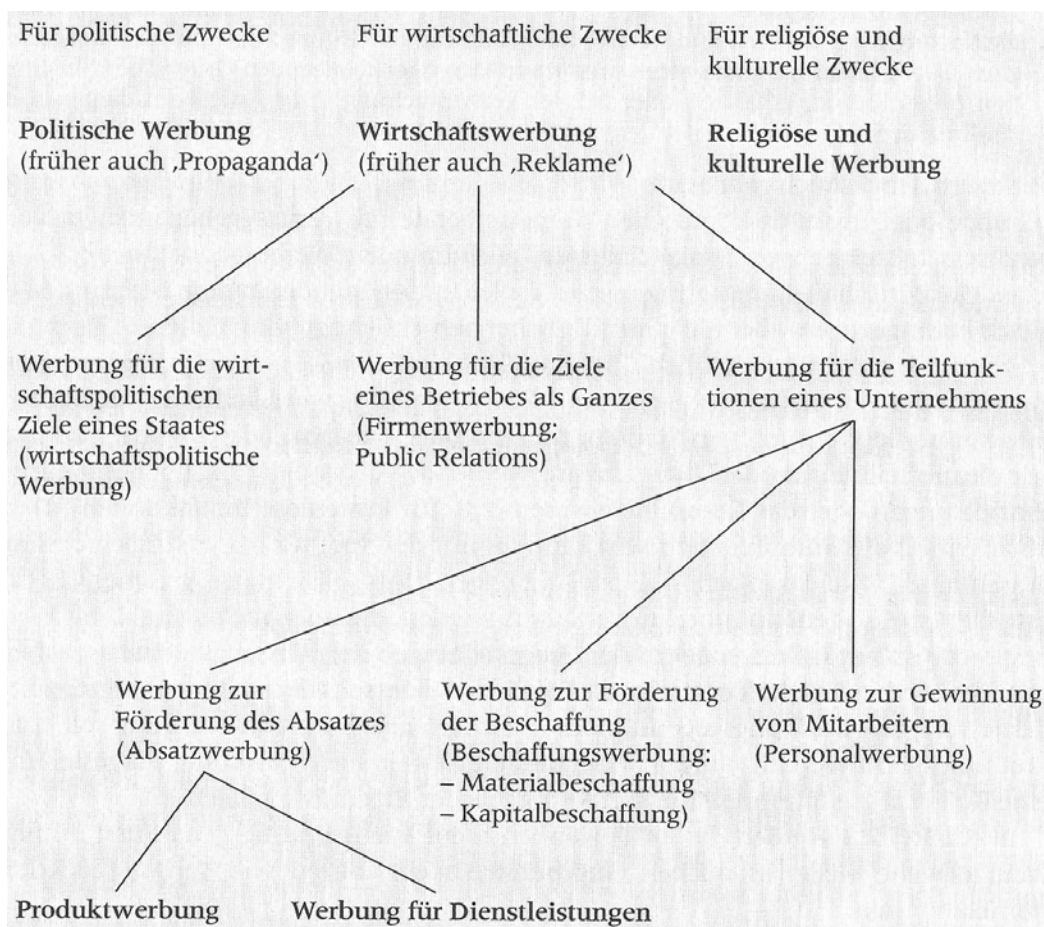 Für politische Zwecke
Für wirtschaftliche Zwecke
Für religiöse und
kulturelle Zwecke
Politische Werbung
(früher auch ‚Propaganda‘)
Wirtschaftswerbung
(früher auch ‚Reklame‘)
Religiöse und
kulturelle Werbung
Werbung für die wirt-
schaftspolitischen
Ziele eines Staates
(wirtschaftspolitische
Werbung)
Werbung für die Ziele
eines Betriebes als Ganzes
(Firmenwerbung;
Public Relations)
Werbung für die Teilfunk-
tionen eines Unternehmens
Werbung zur
Förderung des Absatzes
(Absatzwerbung)
Werbung zur Förderung
der Beschaffung
(Beschaffungswerbung:
– Materialbeschaffung
– Kapitalbeschaffung)
Werbung zur Gewinnung
von Mitarbeitern
(Personalwerbung)
Produktwerbung
Werbung für Dienstleistungen